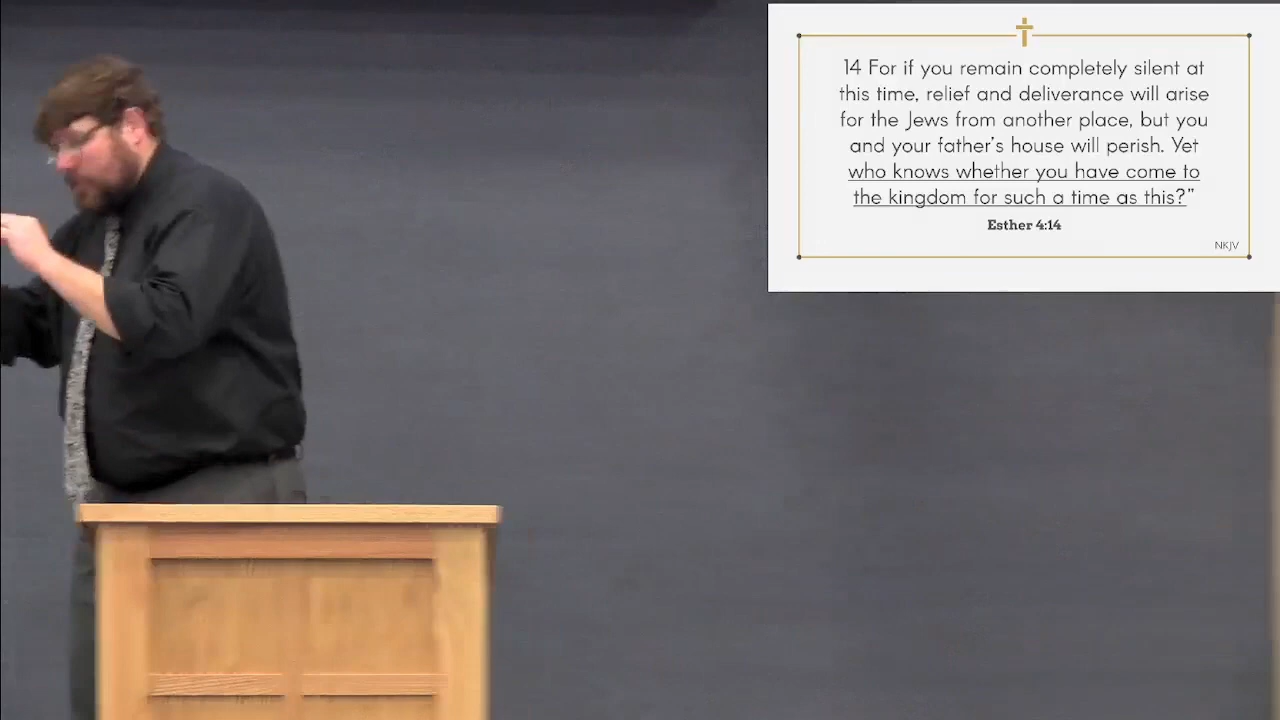 14 For if you remain completely silent at
this time, relief and deliverance will arise
for the Jews from another place, but you
and your father's house will perish. Yet
who knows whether you have come to
the kingdom for such a time as this?”
Esther 4:14
NKJV